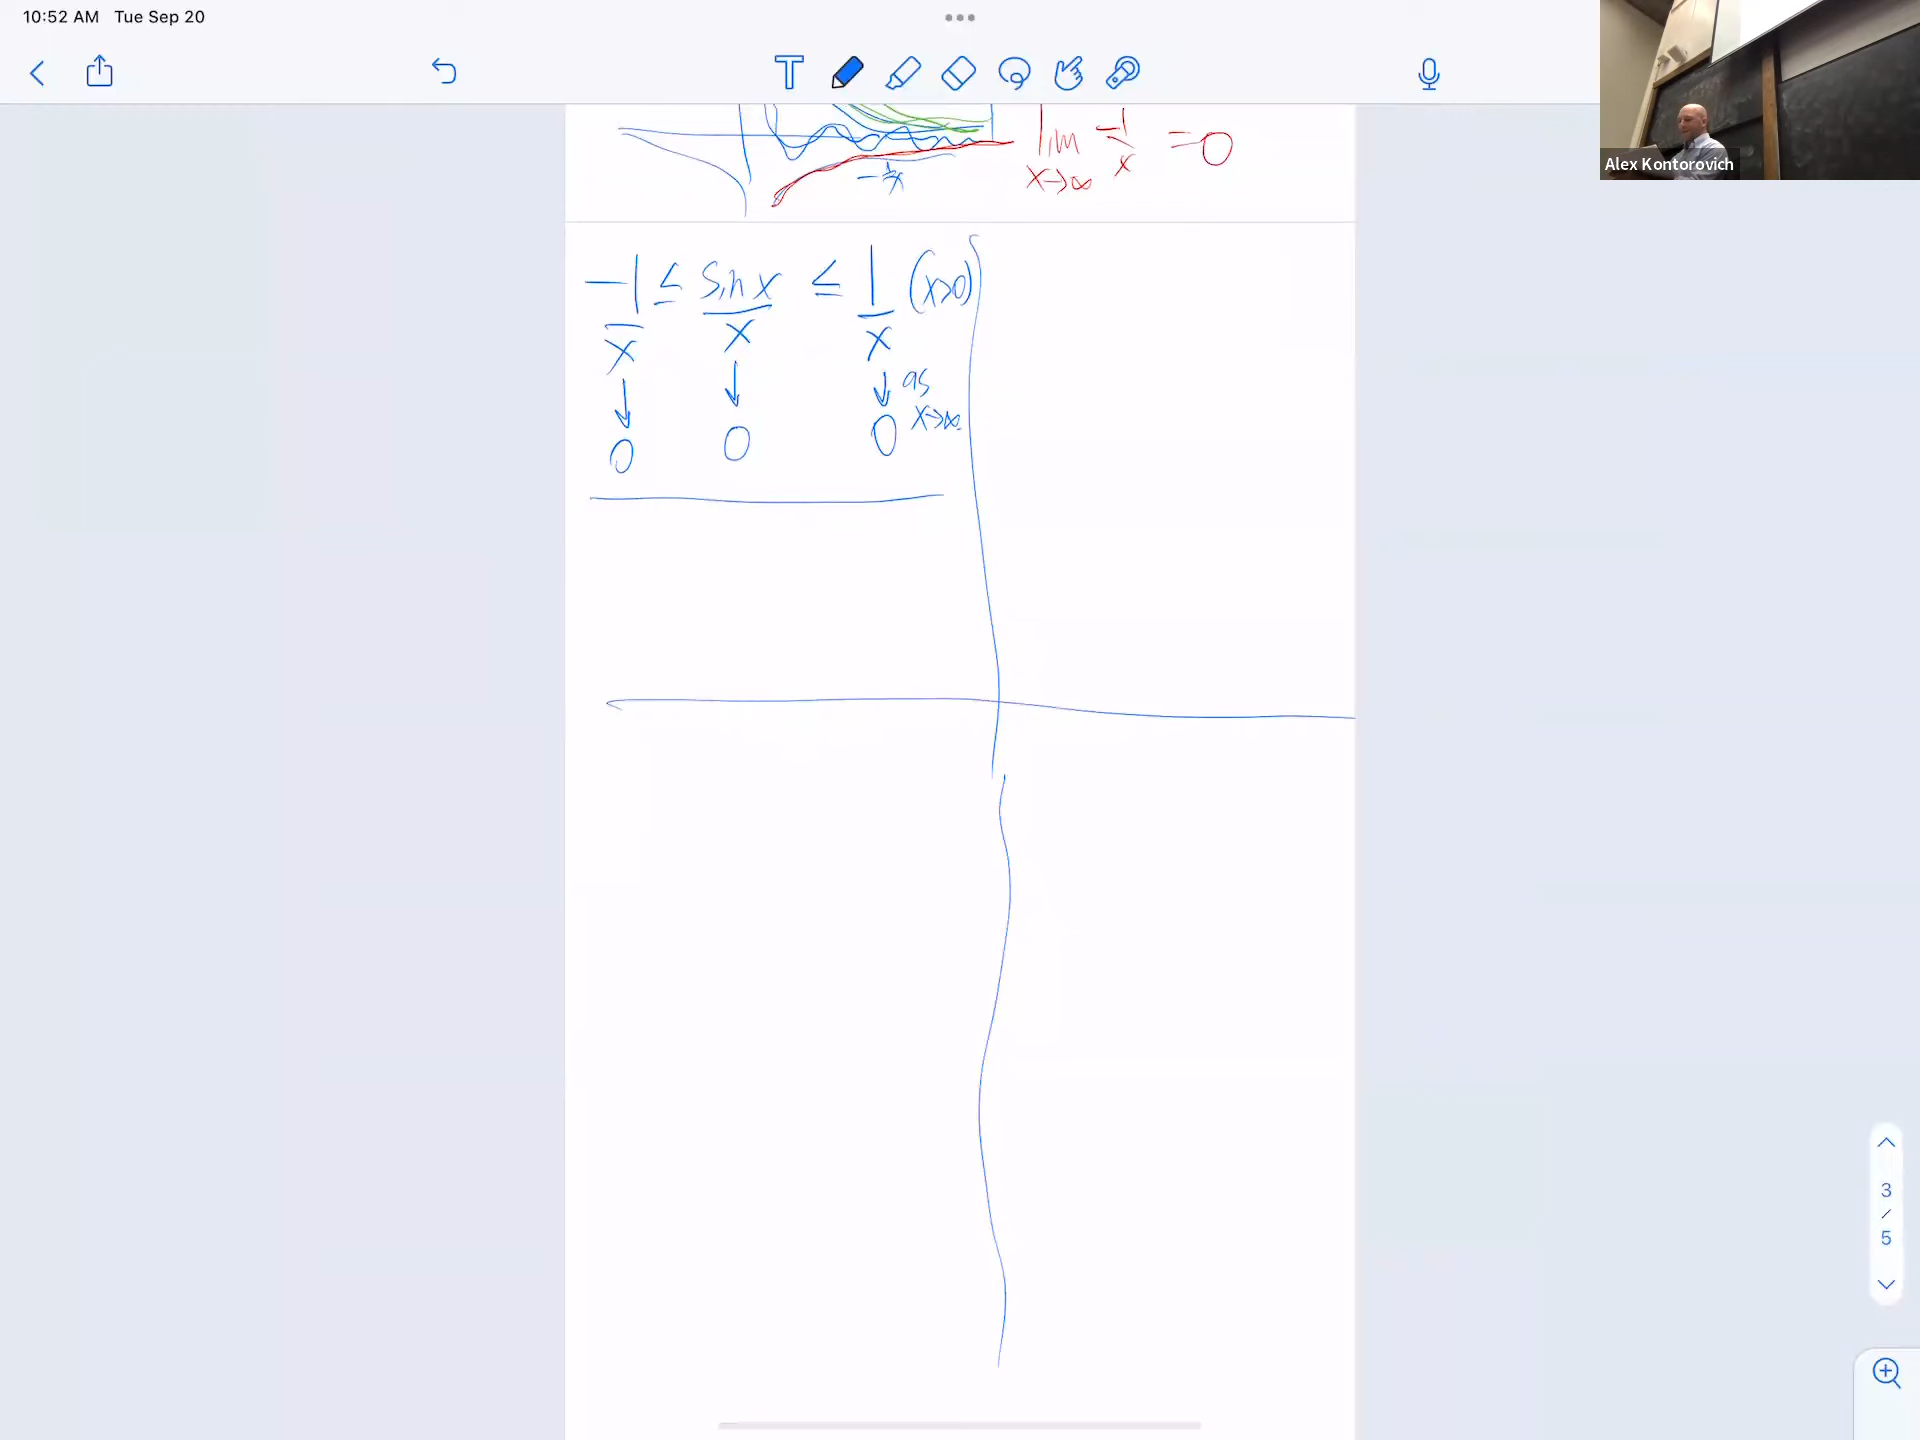 10:52 AM Tue Sep 20
Alex Kontorovich
lim -1/x = 0
x→∞
-1/x
-1/x ≤ sin x/x ≤ 1/x (x>0)
↓ ↓ ↓ as x→∞
0 0 0
3
/
5